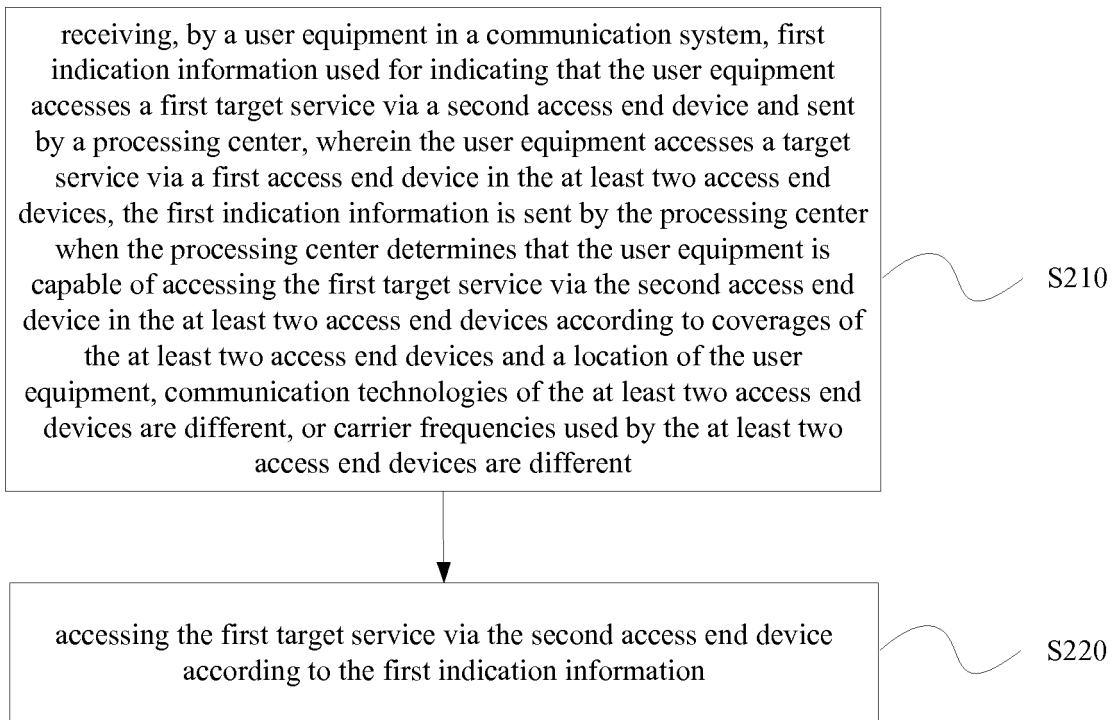 receiving, by a user equipment in a communication system, first
indication information used for indicating that the user equipment
accesses a first target service via a second access end device and sent
by a processing center, wherein the user equipment accesses a target
service via a first access end device in the at least two access end
devices, the first indication information is sent by the processing center
when the processing center determines that the user equipment is
capable of accessing the first target service via the second access end
device in the at least two access end devices according to coverages of
the at least two access end devices and a location of the user
equipment, communication technologies of the at least two access end
devices are different, or carrier frequencies used by the at least two
access end devices are different
S210
accessing the first target service via the second access end device
according to the first indication information
S220